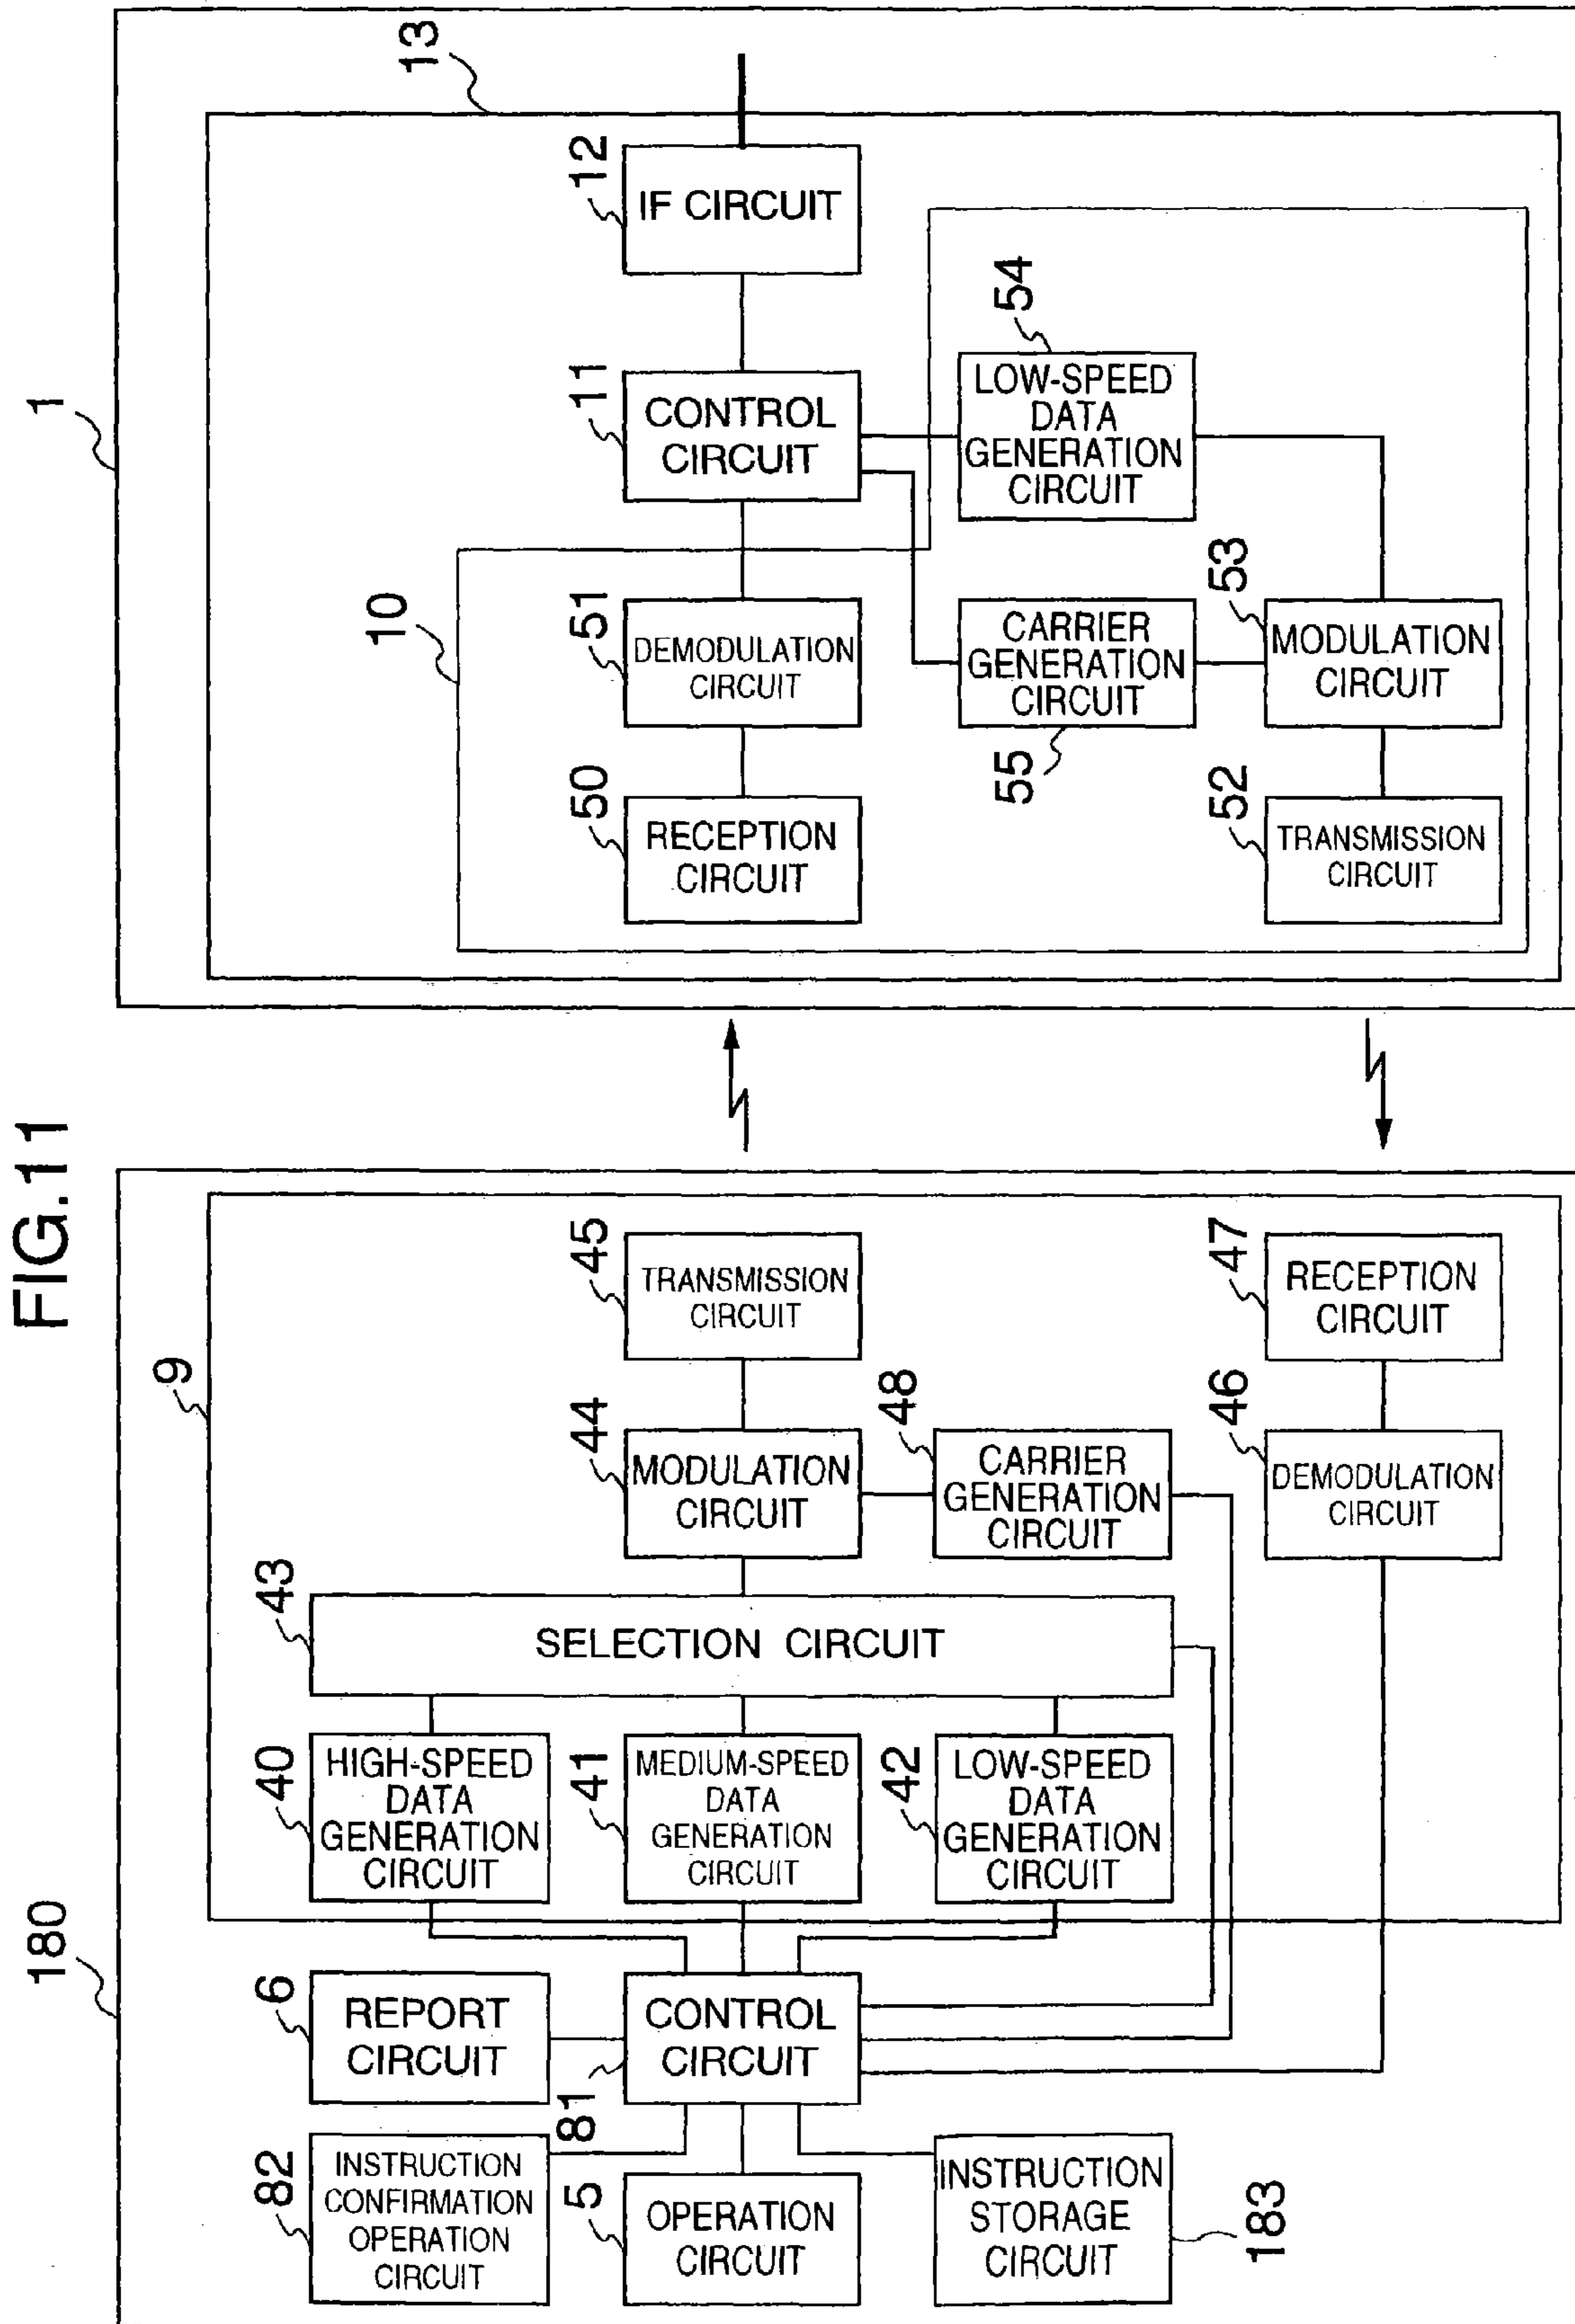 FIG.11
180
9
82
INSTRUCTION
CONFIRMATION
OPERATION
CIRCUIT
6
REPORT
CIRCUIT
40
HIGH-SPEED
DATA
GENERATION
CIRCUIT
43
SELECTION CIRCUIT
5
OPERATION
CIRCUIT
81
CONTROL
CIRCUIT
41
MEDIUM-SPEED
DATA
GENERATION
CIRCUIT
44
MODULATION
CIRCUIT
45
TRANSMISSION
CIRCUIT
INSTRUCTION
STORAGE
CIRCUIT
183
42
LOW-SPEED
DATA
GENERATION
CIRCUIT
48
CARRIER
GENERATION
CIRCUIT
46
DEMODULATION
CIRCUIT
47
RECEPTION
CIRCUIT
1
13
10
50
RECEPTION
CIRCUIT
51
DEMODULATION
CIRCUIT
11
CONTROL
CIRCUIT
12
IF CIRCUIT
55
CARRIER
GENERATION
CIRCUIT
54
LOW-SPEED
DATA
GENERATION
CIRCUIT
52
TRANSMISSION
CIRCUIT
53
MODULATION
CIRCUIT